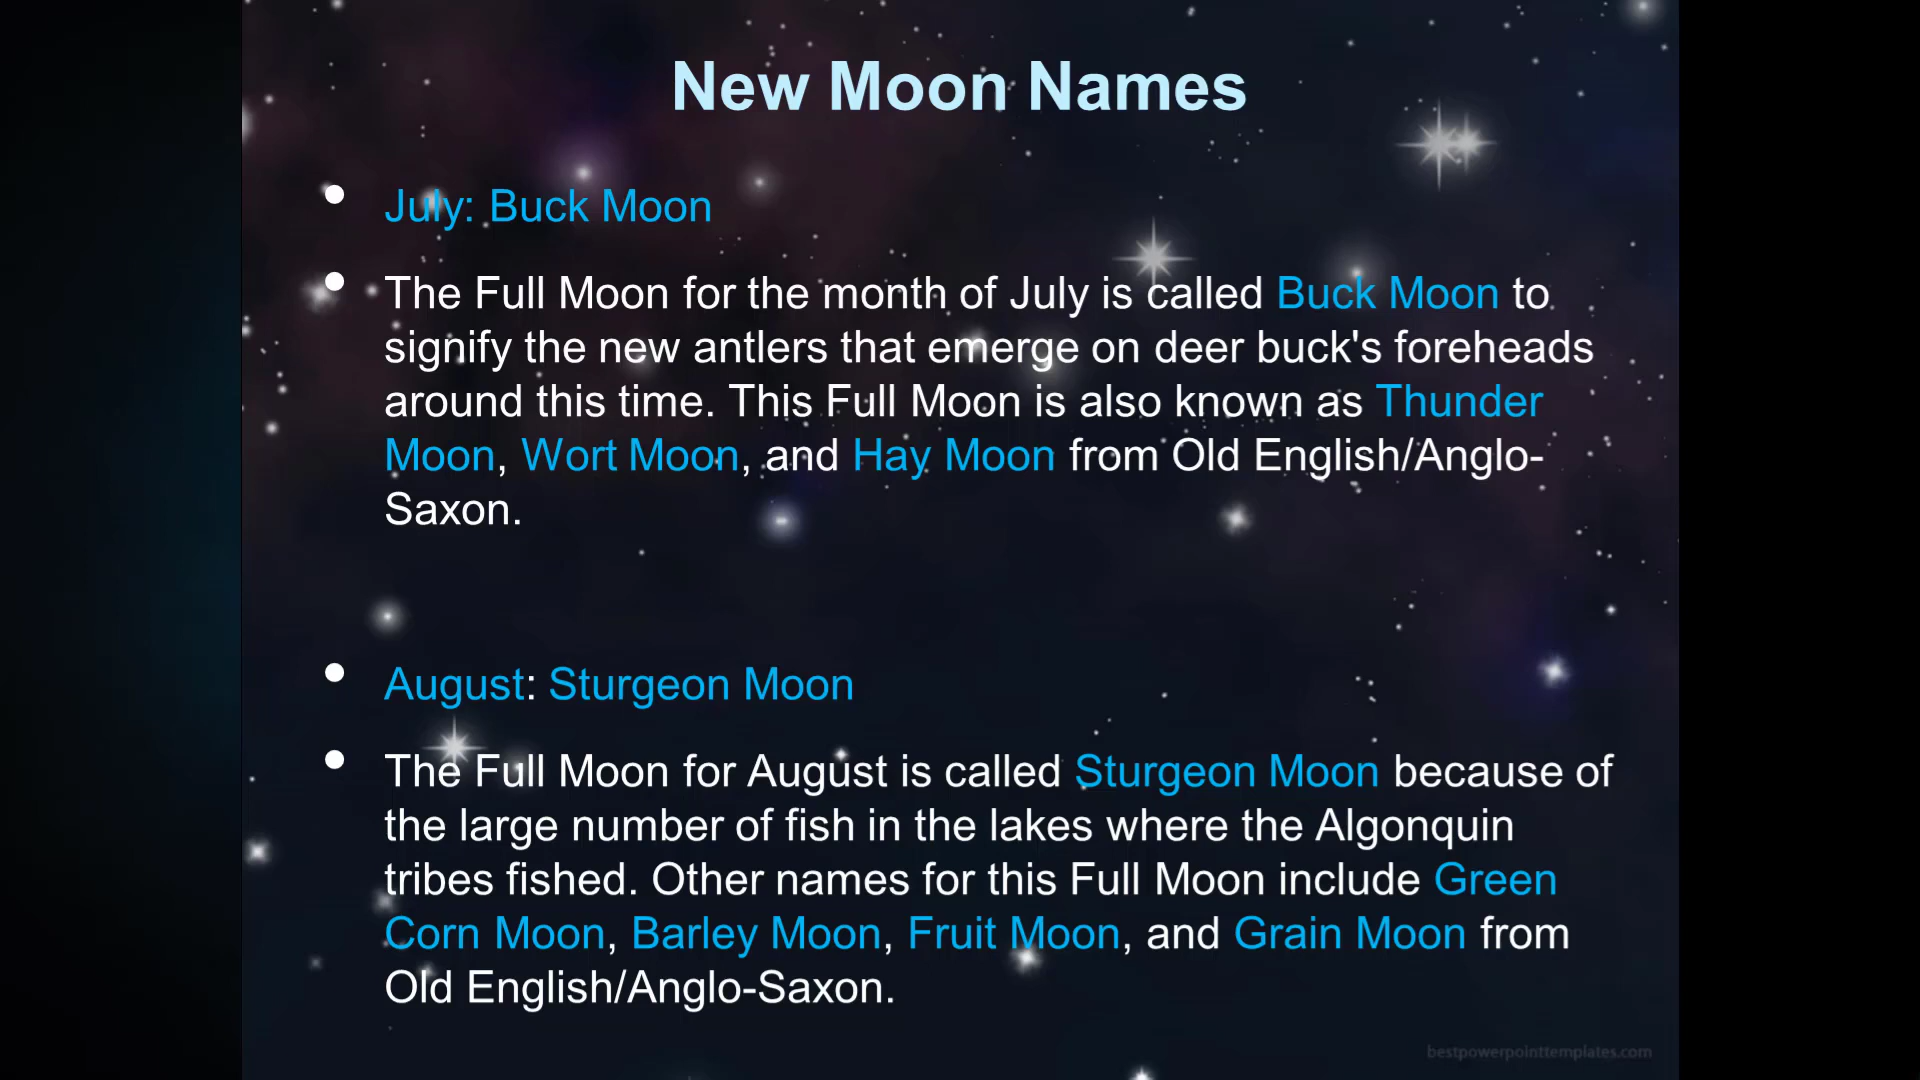 New Moon Names
• July: Buck Moon
• The Full Moon for the month of July is called Buck Moon to
signify the new antlers that emerge on deer buck's foreheads
around this time. This Full Moon is also known as Thunder
Moon, Wort Moon, and Hay Moon from Old English/Anglo-
Saxon.
• August: Sturgeon Moon
• The Full Moon for August is called Sturgeon Moon because of
the large number of fish in the lakes where the Algonquin
tribes fished. Other names for this Full Moon include Green
Corn Moon, Barley Moon, Fruit Moon, and Grain Moon from
Old English/Anglo-Saxon.
bestpowerpointtemplates.com